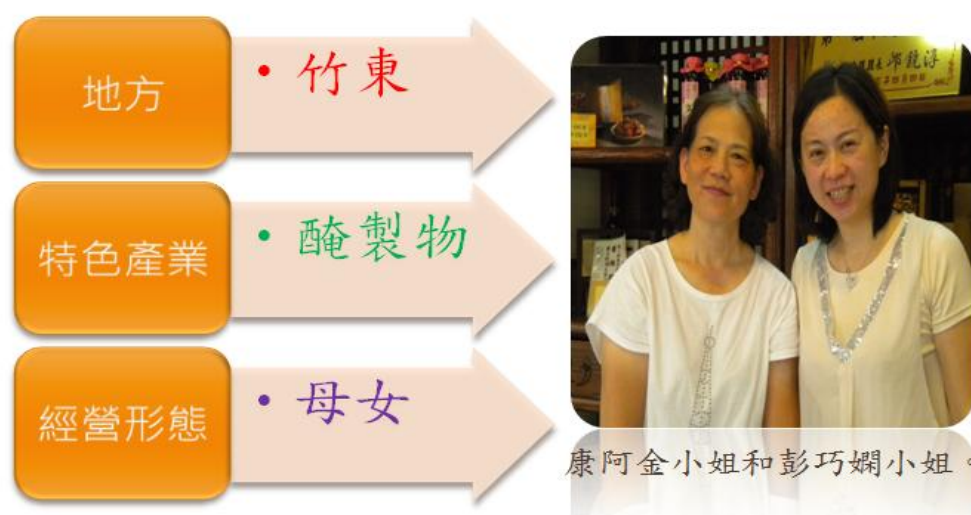 地方
• 竹東
特色產業
• 醃製物
經營形態
• 母女
康阿金小姐和彭巧嫻小姐。